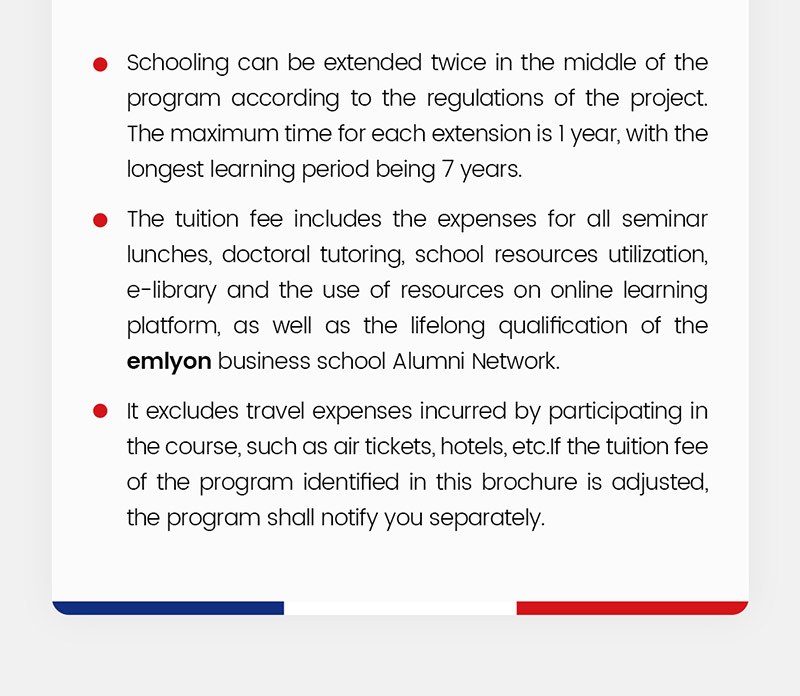 Schooling can be extended twice in the middle of the
program according to the regulations of the project.
The maximum time for each extension is 1 year, with the
longest learning period being 7 years.
The tuition fee includes the expenses for all seminar
lunches, doctoral tutoring, school resources utilization,
e-library and the use of resources on online learning
platform, as well as the lifelong qualification of the
emlyon business school Alumni Network.
It excludes travel expenses incurred by participating in
the course, such as air tickets, hotels, etc.If the tuition fee
of the program identified in this brochure is adjusted,
the program shall notify you separately.